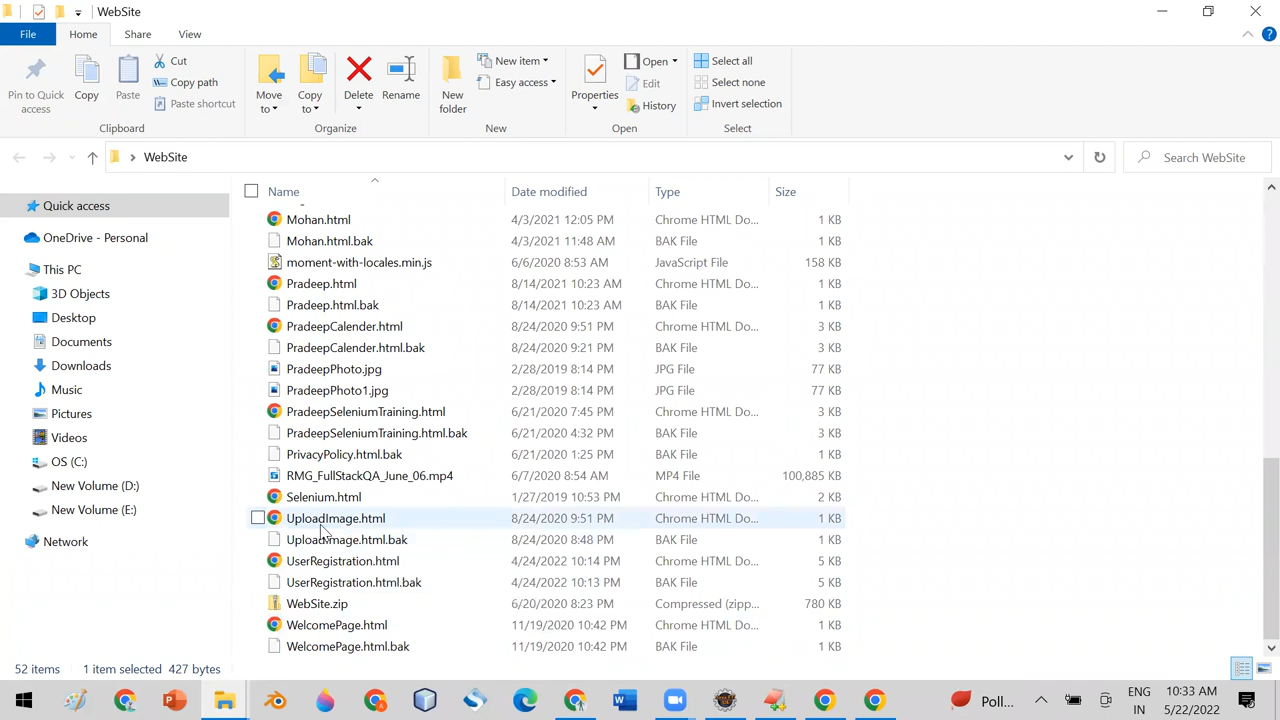 WebSite
File Home Share View
Pin to Quick access
Copy
Paste
Cut
Copy path
Paste shortcut
Clipboard
Move to
Copy to
Delete
Rename
Organize
New folder
New item
Easy access
New
Properties
Open
Edit
History
Open
Select all
Select none
Invert selection
Select
WebSite
Search WebSite
Quick access
OneDrive - Personal
This PC
3D Objects
Desktop
Documents
Downloads
Music
Pictures
Videos
OS (C:)
New Volume (D:)
New Volume (E:)
Network
Name Date modified Type Size
Mohan.html 4/3/2021 12:05 PM Chrome HTML Do... 1 KB
Mohan.html.bak 4/3/2021 11:48 AM BAK File 1 KB
moment-with-locales.min.js 6/6/2020 8:53 AM JavaScript File 158 KB
Pradeep.html 8/14/2021 10:23 AM Chrome HTML Do... 1 KB
Pradeep.html.bak 8/14/2021 10:23 AM BAK File 1 KB
PradeepCalender.html 8/24/2020 9:51 PM Chrome HTML Do... 3 KB
PradeepCalender.html.bak 8/24/2020 9:21 PM BAK File 3 KB
PradeepPhoto.jpg 2/28/2019 8:14 PM JPG File 77 KB
PradeepPhoto1.jpg 2/28/2019 8:14 PM JPG File 77 KB
PradeepSeleniumTraining.html 6/21/2020 7:45 PM Chrome HTML Do... 3 KB
PradeepSeleniumTraining.html.bak 6/21/2020 4:32 PM BAK File 3 KB
PrivacyPolicy.html.bak 6/21/2020 1:25 PM BAK File 1 KB
RMG_FullStackQA_June_06.mp4 6/7/2020 8:54 AM MP4 File 100,885 KB
Selenium.html 1/27/2019 10:53 PM Chrome HTML Do... 2 KB
UploadImage.html 8/24/2020 9:51 PM Chrome HTML Do... 1 KB
UploadImage.html.bak 8/24/2020 8:48 PM BAK File 1 KB
UserRegistration.html 4/24/2022 10:14 PM Chrome HTML Do... 5 KB
UserRegistration.html.bak 4/24/2022 10:13 PM BAK File 5 KB
WebSite.zip 6/20/2020 8:23 PM Compressed (zipp... 780 KB
WelcomePage.html 11/19/2020 10:42 PM Chrome HTML Do... 1 KB
WelcomePage.html.bak 11/19/2020 10:42 PM BAK File 1 KB
52 items 1 item selected 427 bytes
Poll...
ENG
IN
10:33 AM
5/22/2022